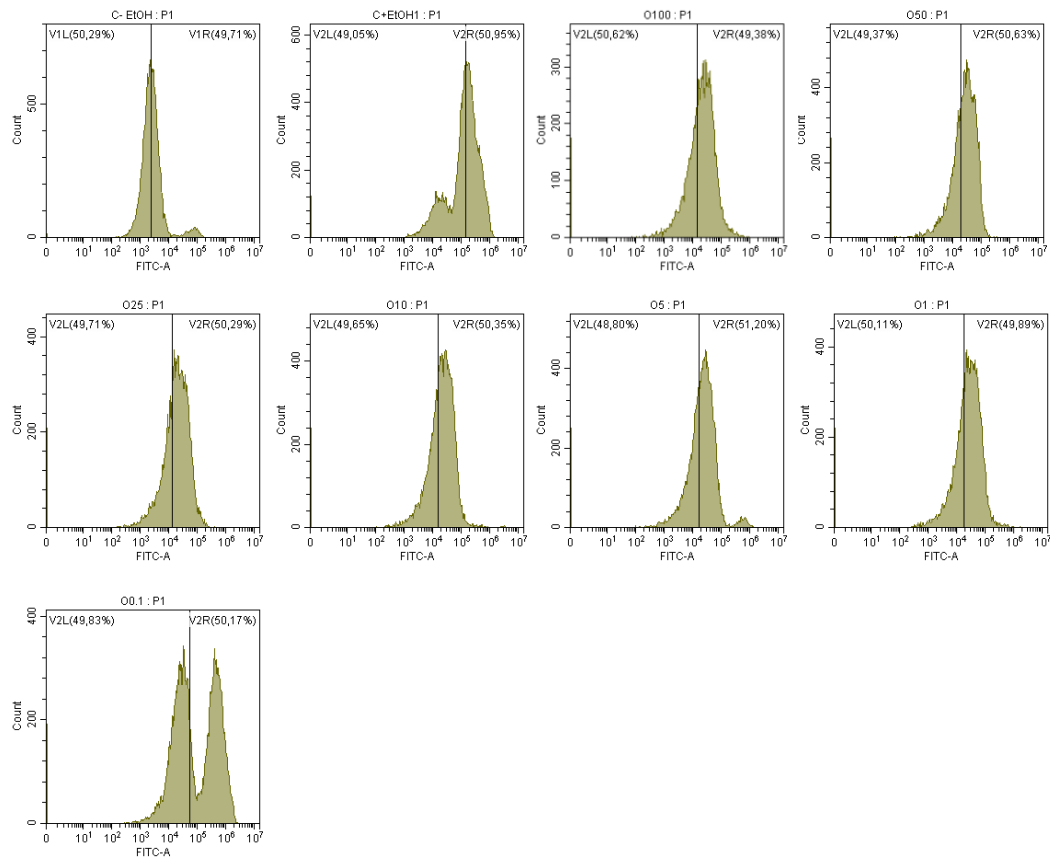 C- EtOH : P1
V1L(50,29%) V1R(49,71%)
Count
0 500
0 10¹ 10² 10³ 10⁴ 10⁵ 10⁶ 10⁷
FITC-A
C+EtOH1 : P1
V2L(49,05%) V2R(50,95%)
Count
0 200 400 600
0 10¹ 10² 10³ 10⁴ 10⁵ 10⁶ 10⁷
FITC-A
O100 : P1
V2L(50,62%) V2R(49,38%)
Count
0 100 200 300
0 10¹ 10² 10³ 10⁴ 10⁵ 10⁶ 10⁷
FITC-A
O50 : P1
V2L(49,37%) V2R(50,63%)
Count
0 200 400
0 10¹ 10² 10³ 10⁴ 10⁵ 10⁶ 10⁷
FITC-A
O25 : P1
V2L(49,71%) V2R(50,29%)
Count
0 200 400
0 10¹ 10² 10³ 10⁴ 10⁵ 10⁶ 10⁷
FITC-A
O10 : P1
V2L(49,65%) V2R(50,35%)
Count
0 200 400
0 10¹ 10² 10³ 10⁴ 10⁵ 10⁶ 10⁷
FITC-A
O5 : P1
V2L(48,80%) V2R(51,20%)
Count
0 200 400
0 10¹ 10² 10³ 10⁴ 10⁵ 10⁶ 10⁷
FITC-A
O1 : P1
V2L(50,11%) V2R(49,89%)
Count
0 200 400
0 10¹ 10² 10³ 10⁴ 10⁵ 10⁶ 10⁷
FITC-A
O0.1 : P1
V2L(49,83%) V2R(50,17%)
Count
0 200 400
0 10¹ 10² 10³ 10⁴ 10⁵ 10⁶ 10⁷
FITC-A